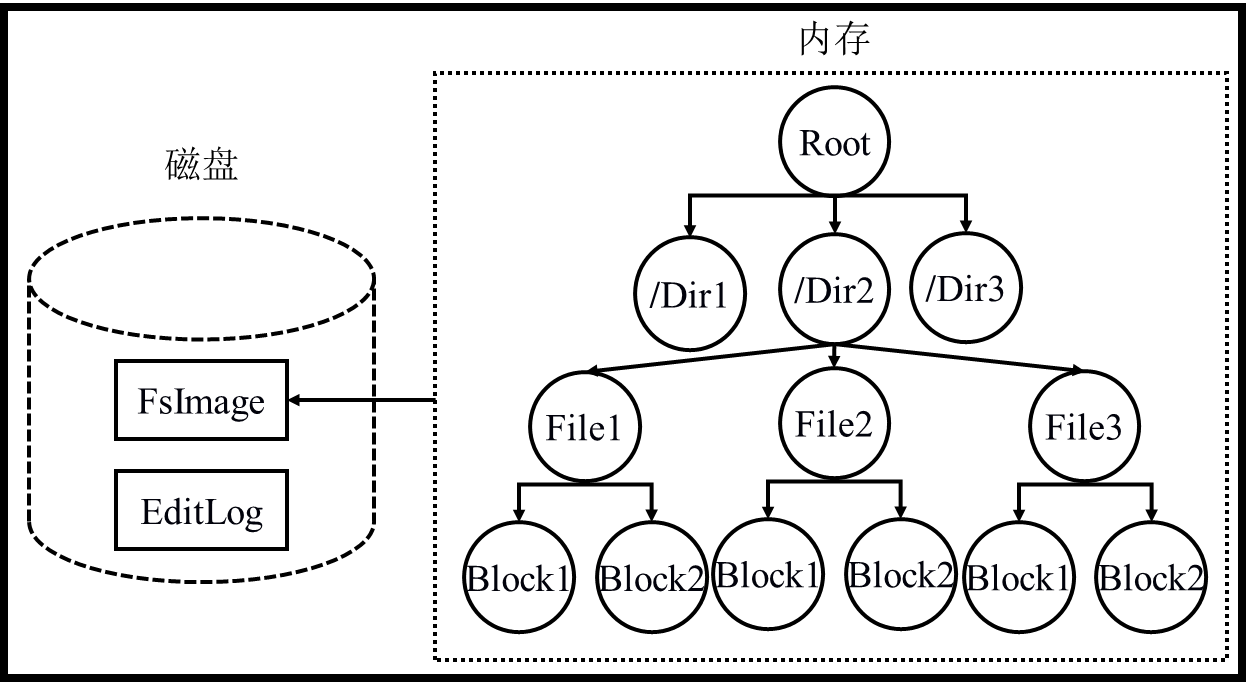 内存
磁盘
Root
/Dir1
/Dir2
/Dir3
FsImage
EditLog
File1
File2
File3
Block1
Block2
Block1
Block2
Block1
Block2